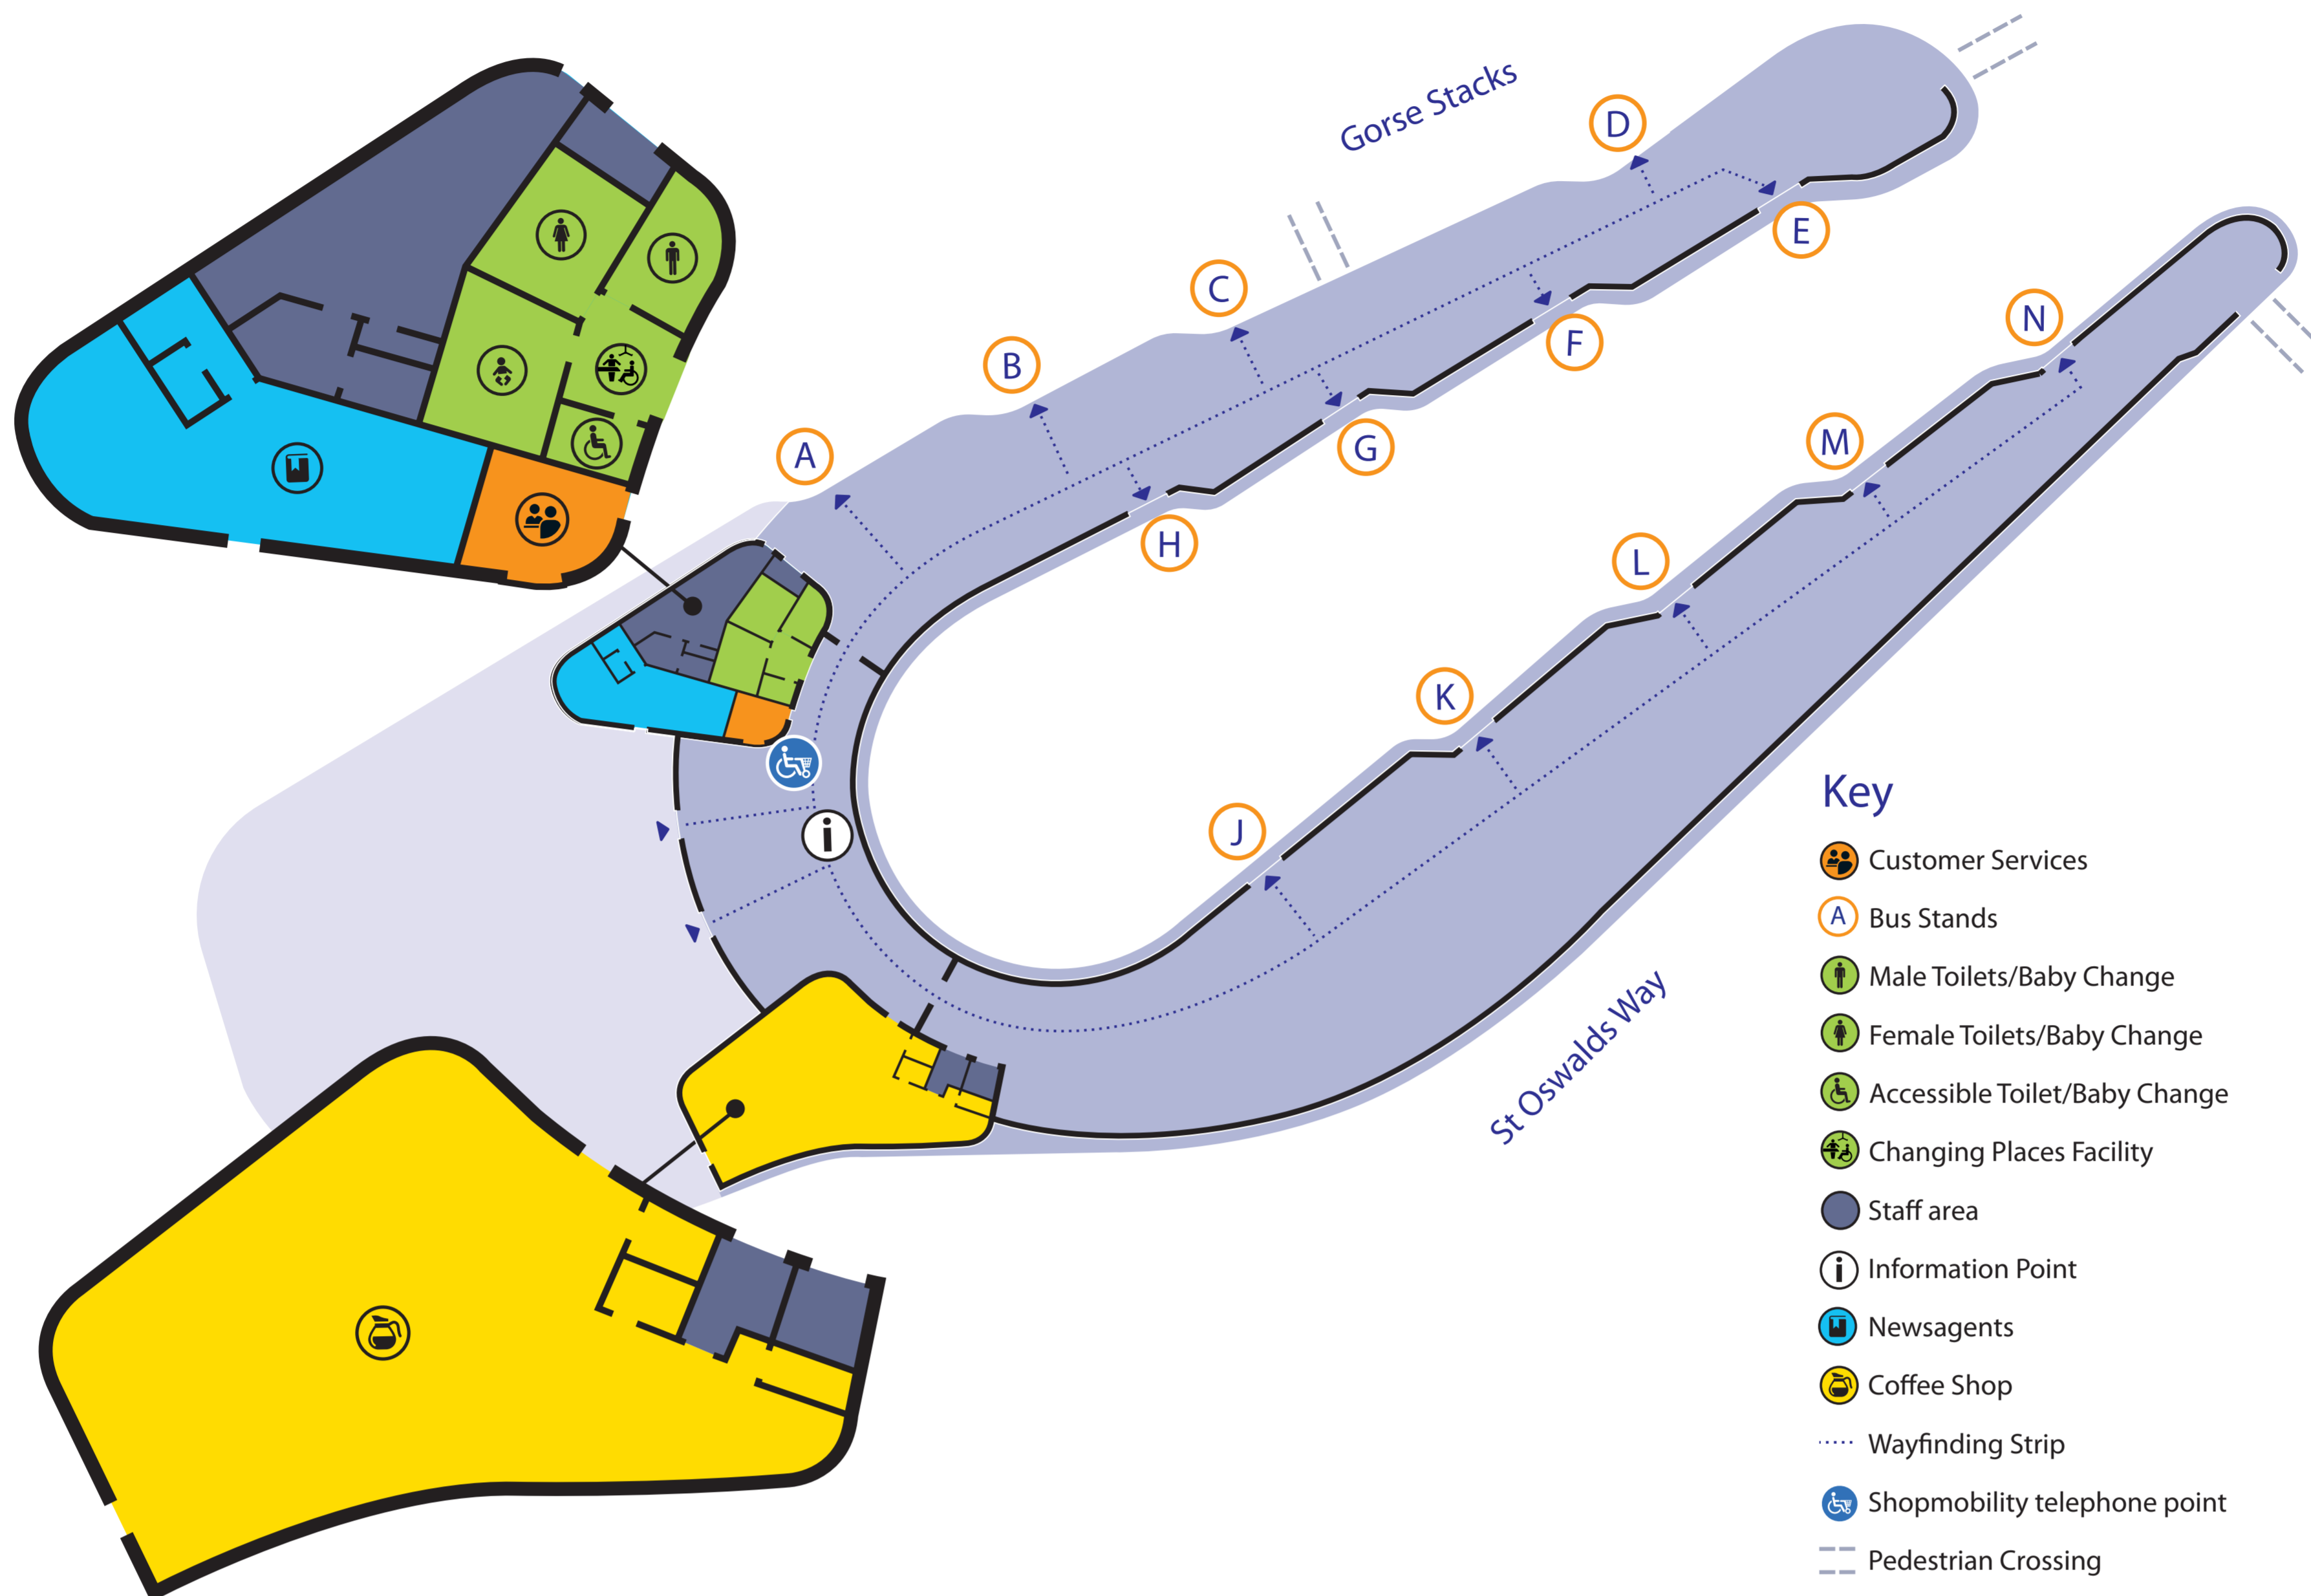 Gorse Stacks
D
E
C
N
F
B
M
G
A
H
L
K
J
i
St Oswalds Way
Key
Customer Services
A Bus Stands
Male Toilets/Baby Change
Female Toilets/Baby Change
Accessible Toilet/Baby Change
Changing Places Facility
Staff area
i Information Point
Newsagents
Coffee Shop
Wayfinding Strip
Shopmobility telephone point
Pedestrian Crossing